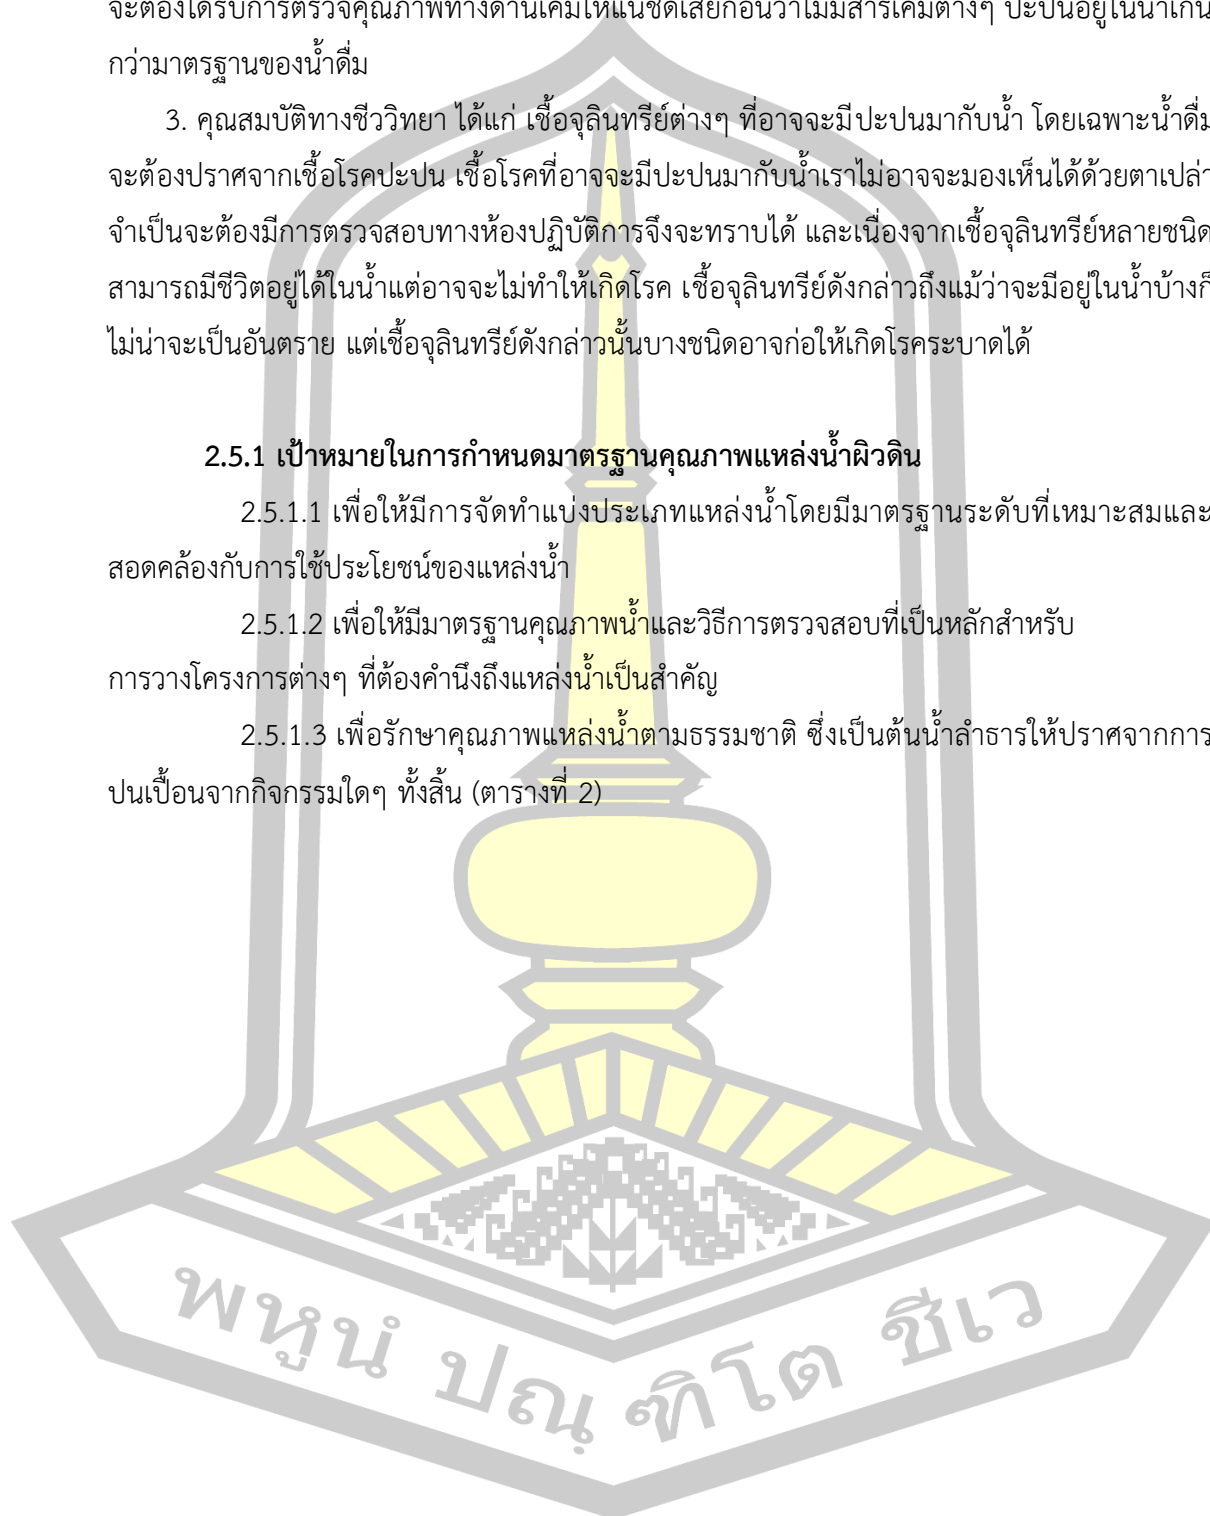 จะต้องได้รับการตรวจคุณภาพทางด้านเคมีให้แน่ชัดเสียก่อนว่าไม่มีสารเคมีต่างๆ ปะปนอยู่ในน้ำเกิน
กว่ามาตรฐานของน้ำดื่ม
3. คุณสมบัติทางชีววิทยา ได้แก่ เชื้อจุลินทรีย์ต่างๆ ที่อาจจะมีปะปนมากับน้ำ โดยเฉพาะน้ำดื่ม
จะต้องปราศจากเชื้อโรคปะปน เชื้อโรคที่อาจจะมีปะปนมากับน้ำเราไม่อาจจะมองเห็นได้ด้วยตาเปล่า
จำเป็นจะต้องมีการตรวจสอบทางห้องปฏิบัติการจึงจะทราบได้ และเนื่องจากเชื้อจุลินทรีย์หลายชนิด
สามารถมีชีวิตอยู่ได้ในน้ำแต่อาจจะไม่ทำให้เกิดโรค เชื้อจุลินทรีย์ดังกล่าวถึงแม้ว่าจะมีอยู่ในน้ำบ้างก็
ไม่น่าจะเป็นอันตราย แต่เชื้อจุลินทรีย์ดังกล่าวนั้นบางชนิดอาจก่อให้เกิดโรคระบาดได้
2.5.1 เป้าหมายในการกำหนดมาตรฐานคุณภาพแหล่งน้ำผิวดิน
2.5.1.1 เพื่อให้มีการจัดทำแบ่งประเภทแหล่งน้ำโดยมีมาตรฐานระดับที่เหมาะสมและ
สอดคล้องกับการใช้ประโยชน์ของแหล่งน้ำ
2.5.1.2 เพื่อให้มีมาตรฐานคุณภาพน้ำและวิธีการตรวจสอบที่เป็นหลักสำหรับ
การวางโครงการต่างๆ ที่ต้องคำนึงถึงแหล่งน้ำเป็นสำคัญ
2.5.1.3 เพื่อรักษาคุณภาพแหล่งน้ำตามธรรมชาติ ซึ่งเป็นต้นน้ำลำธารให้ปราศจากการ
ปนเปื้อนจากกิจกรรมใดๆ ทั้งสิ้น (ตารางที่ 2)
พหูนํ ปณฺฑิโต ชีเว